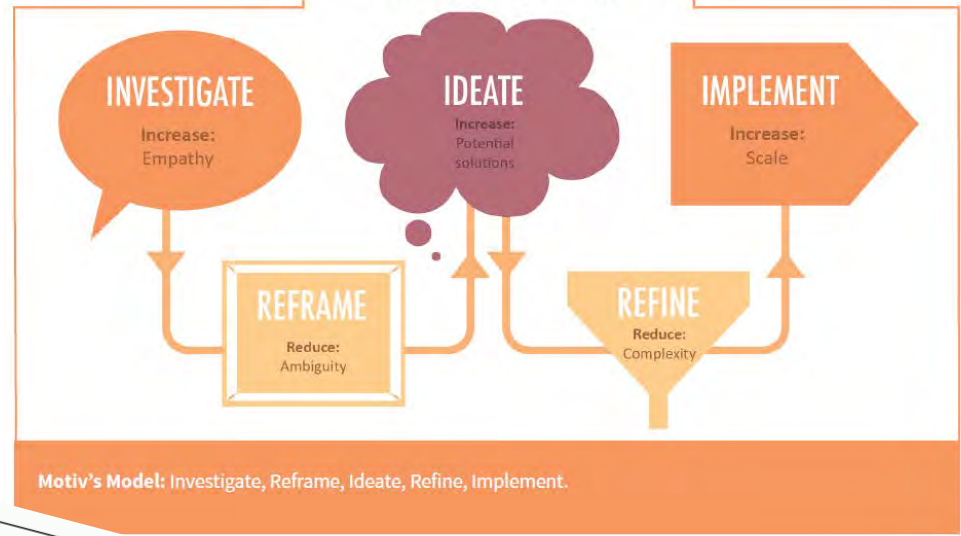 INVESTIGATE
Increase:
Empathy
REFRAME
Reduce:
Ambiguity
IDEATE
Increase:
Potential
solutions
REFINE
Reduce:
Complexity
IMPLEMENT
Increase:
Scale
Motiv’s Model: Investigate, Reframe, Ideate, Refine, Implement.